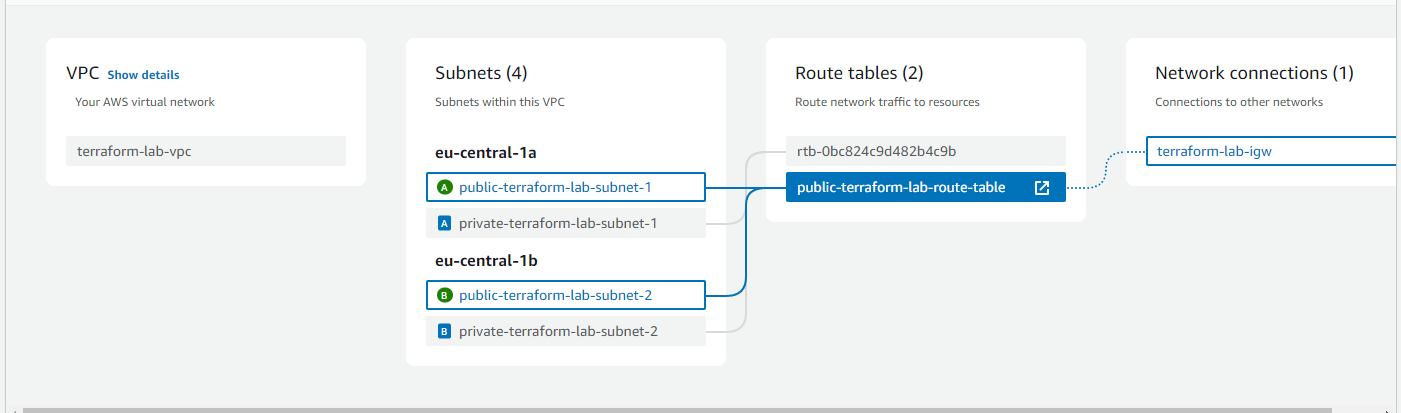 VPC Show details
Your AWS virtual network
terraform-lab-vpc
Subnets (4)
Subnets within this VPC
eu-central-1a
A public-terraform-lab-subnet-1
A private-terraform-lab-subnet-1
eu-central-1b
B public-terraform-lab-subnet-2
B private-terraform-lab-subnet-2
Route tables (2)
Route network traffic to resources
rtb-0bc824c9d482b4c9b
public-terraform-lab-route-table
Network connections (1)
Connections to other networks
terraform-lab-igw